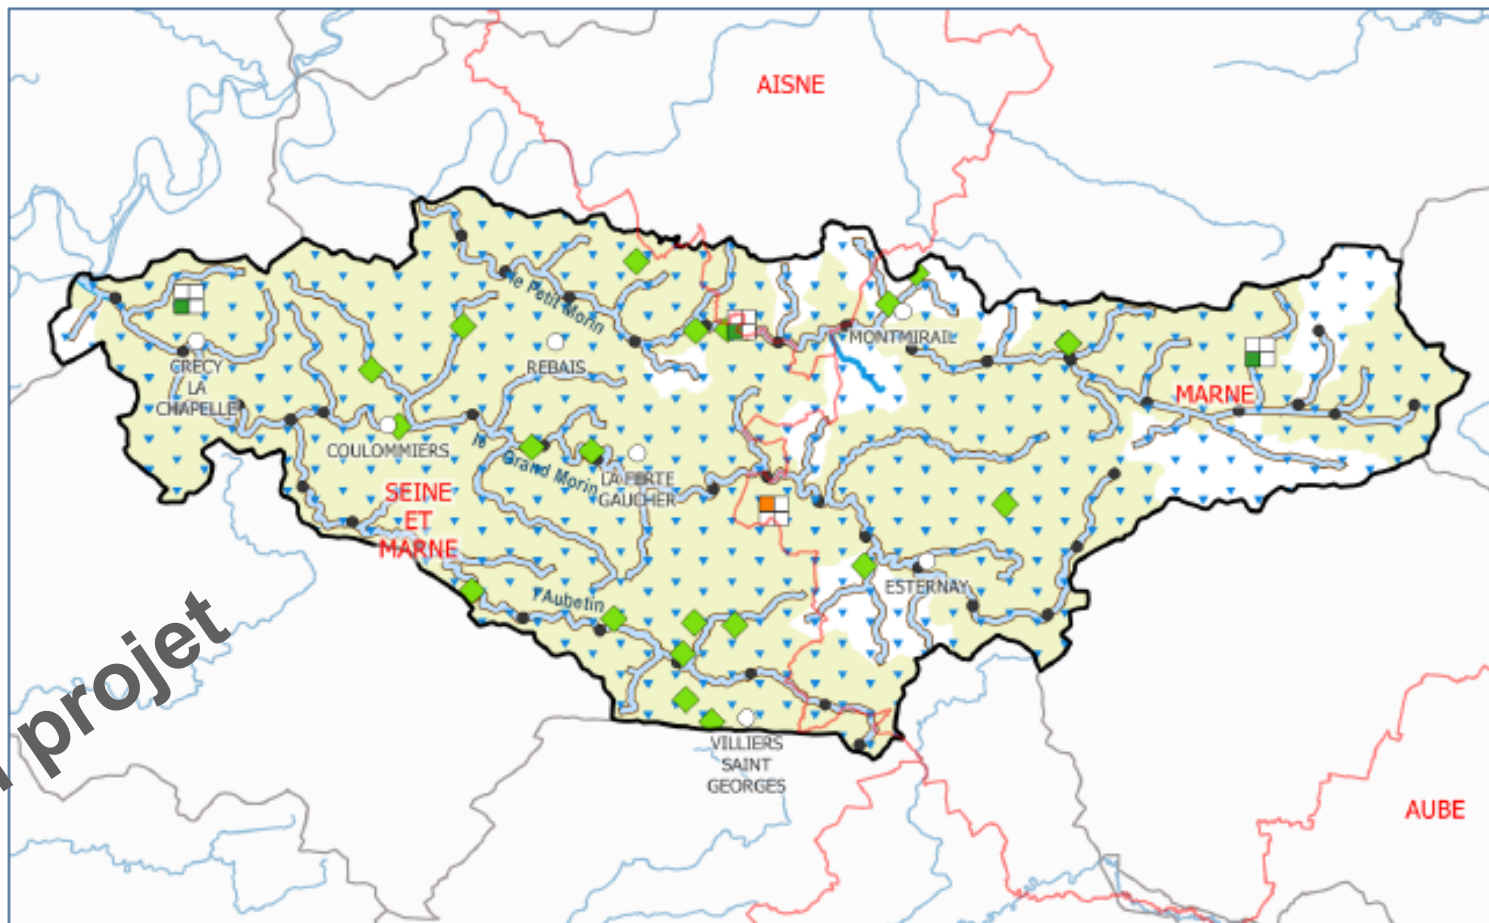 AISNE
le Petit Morin
MONTMIRAIL
REBAIS
CRECY
LA
CHAPELLE
MARNE
COULOMMIERS
le
Grand Morin
LA FERTE
GAUCHER
SEINE
ET
MARNE
ESTERNAY
l'Aubetin
projet
VILLIERS
SAINT
GEORGES
AUBE